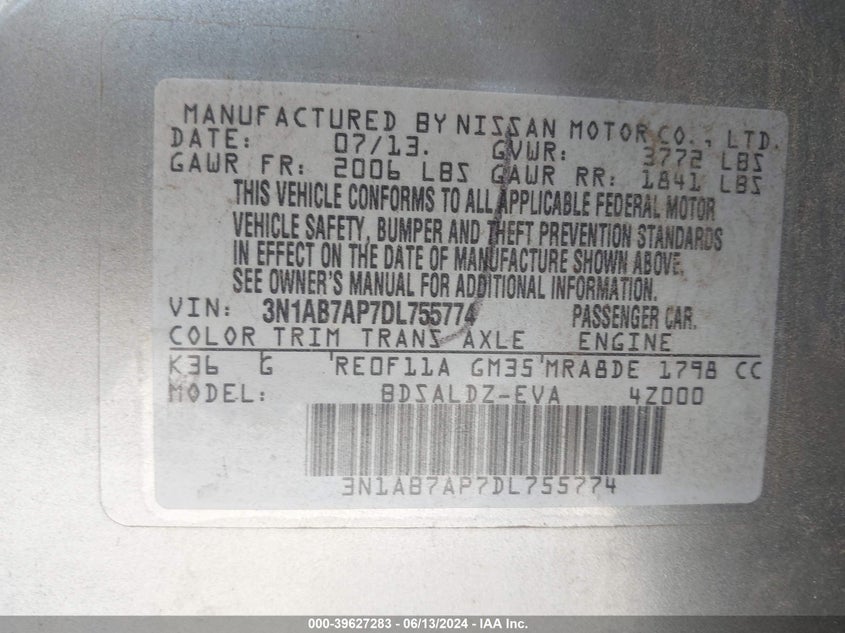 MANUFACTURED BY NISSAN MOTOR CO., LTD.
DATE: 07/13. GVWR: 3772 LBS
GAWR FR: 2006 LBS GAWR RR: 1841 LBS
THIS VEHICLE CONFORMS TO ALL APPLICABLE FEDERAL MOTOR
VEHICLE SAFETY, BUMPER AND THEFT PREVENTION STANDARDS
IN EFFECT ON THE DATE OF MANUFACTURE SHOWN ABOVE.
SEE OWNER'S MANUAL FOR ADDITIONAL INFORMATION.
VIN: 3N1AB7AP7DL755774 PASSENGER CAR.
COLOR TRIM TRANS AXLE ENGINE
K36 G 'RE0F11A GM35'MRA8DE 1798 CC
MODEL: BDSALDZ-EVA 4Z000
3N1AB7AP7DL755774
000-39627283 - 06/13/2024 - IAA Inc.